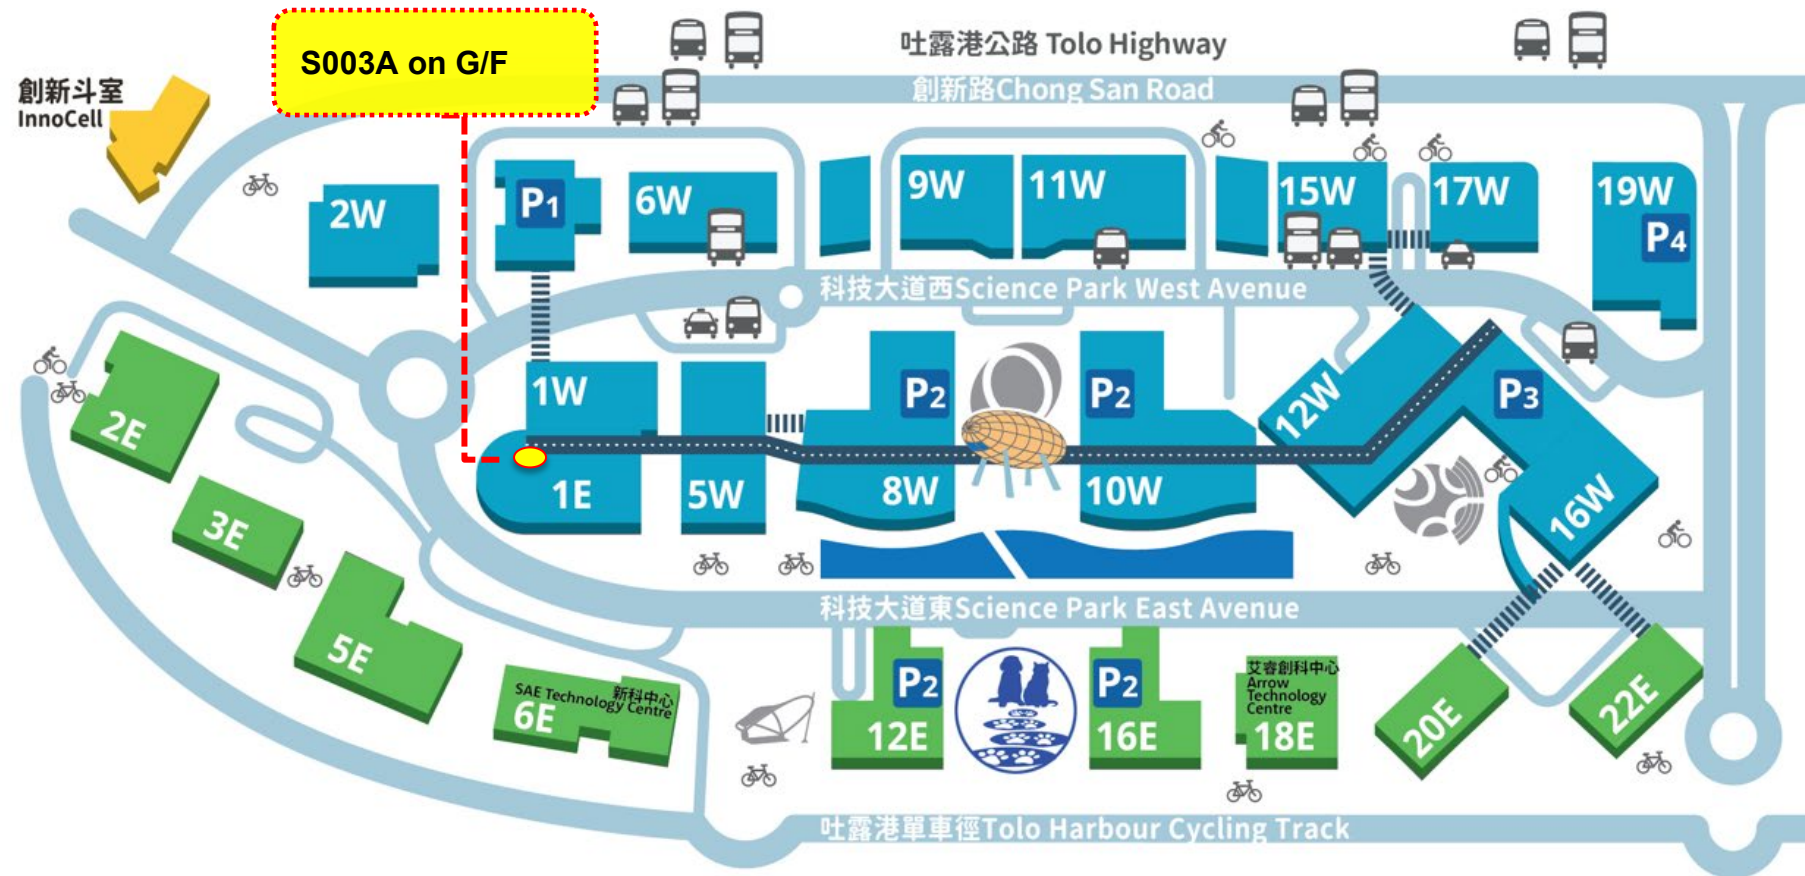 S003A on G/F
吐露港公路 Tolo Highway
創新路Chong San Road
創新斗室
InnoCell
2W
P1
6W
9W
11W
15W
17W
19W
P4
科技大道西Science Park West Avenue
1W
P2
P2
12W
P3
2E
1E
5W
8W
10W
16W
3E
5E
科技大道東Science Park East Avenue
SAE Technology Centre
新科中心
6E
P2
12E
P2
16E
艾睿創科中心
Arrow
Technology
Centre
18E
20E
22E
吐露港單車徑Tolo Harbour Cycling Track